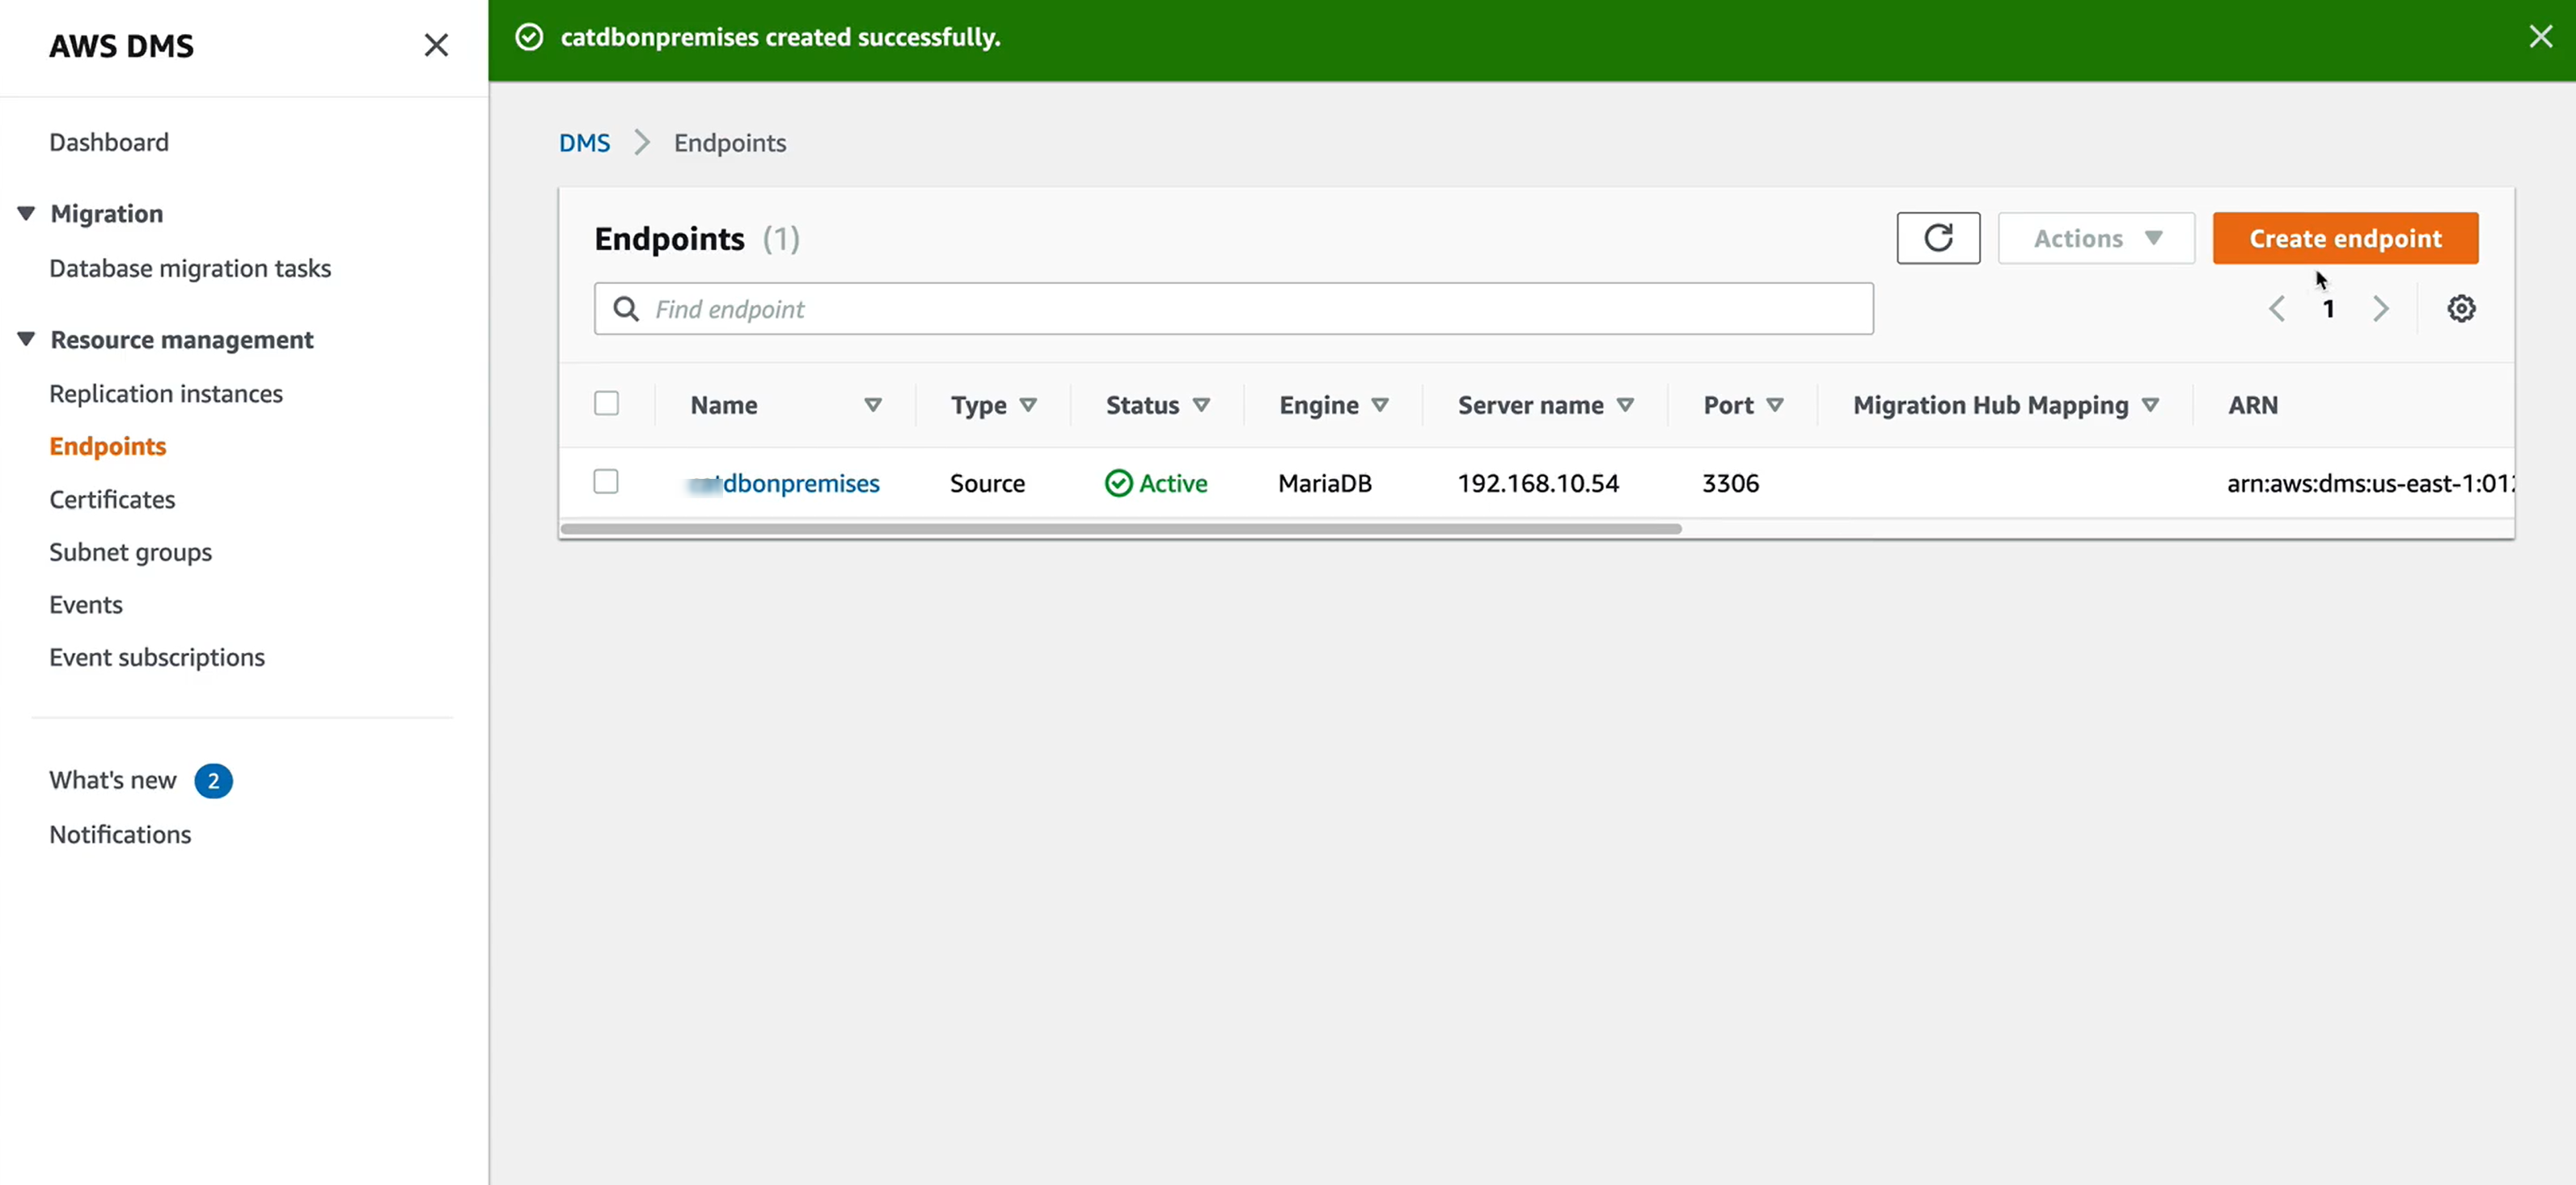 AWS DMS
catdbonpremises created successfully.
Dashboard
Migration
Database migration tasks
Resource management
Replication instances
Endpoints
Certificates
Subnet groups
Events
Event subscriptions
What's new 2
Notifications
DMS Endpoints
Endpoints (1)
Actions
Create endpoint
Find endpoint
1
Name Type Status Engine Server name Port Migration Hub Mapping ARN
dbonpremises Source Active MariaDB 192.168.10.54 3306 arn:aws:dms:us-east-1:01